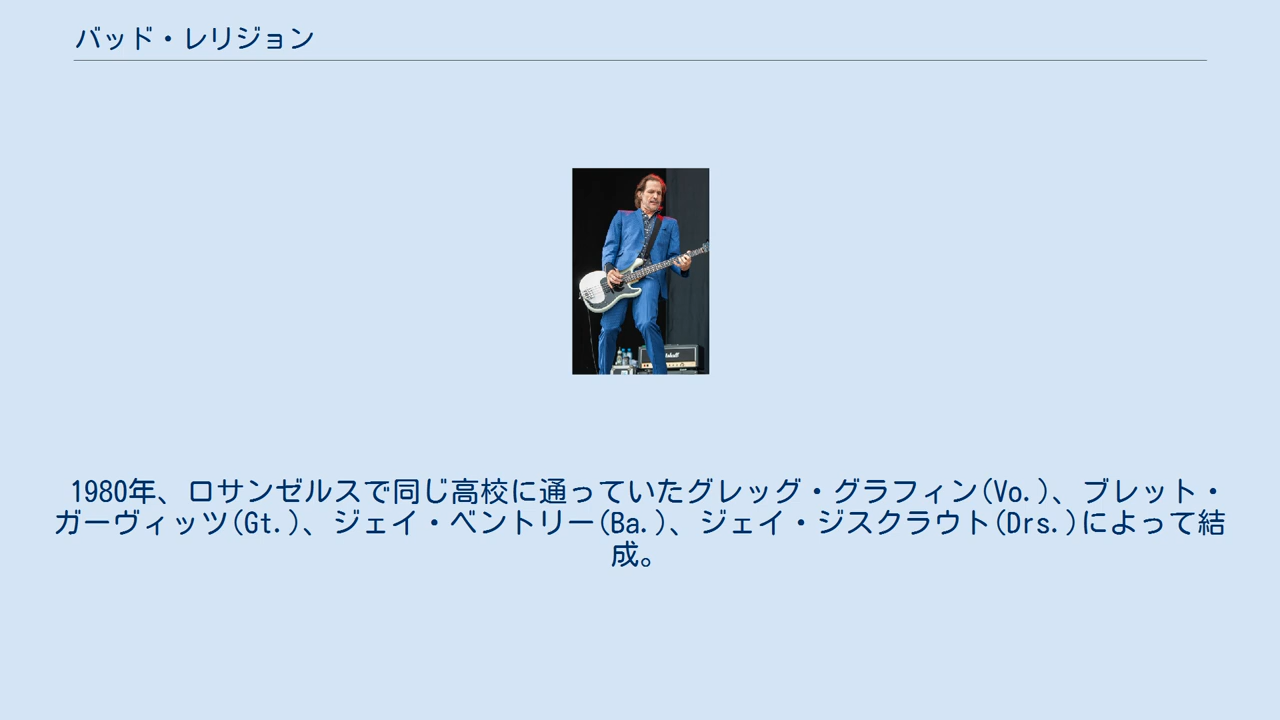 バッド・レリジョン
Marshall
1980年、ロサンゼルスで同じ高校に通っていたグレッグ・グラフィン(Vo.)、ブレット・
ガーヴィッツ(Gt.)、ジェイ・ベントリー(Ba.)、ジェイ・ジスクラウト(Drs.)によって結
成。